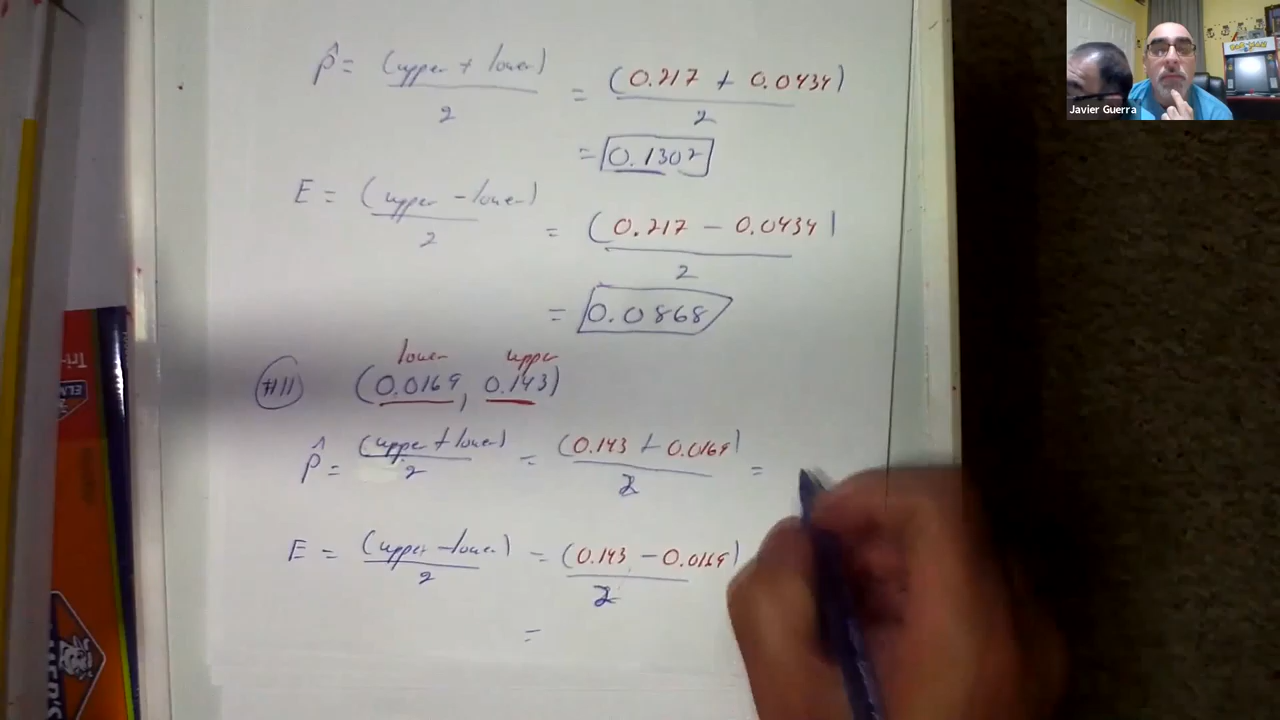 p̂ = (upper + lower) / 2 = (0.217 + 0.0434) / 2
= 0.1302
E = (upper - lower) / 2 = (0.217 - 0.0434) / 2
= 0.0868
lower upper
#11 (0.0169, 0.143)
p̂ = (upper + lower) / 2 = (0.143 + 0.0169) / 2 =
E = (upper - lower) / 2 = (0.143 - 0.0169) / 2
=
Javier Guerra
Tri-
ELM